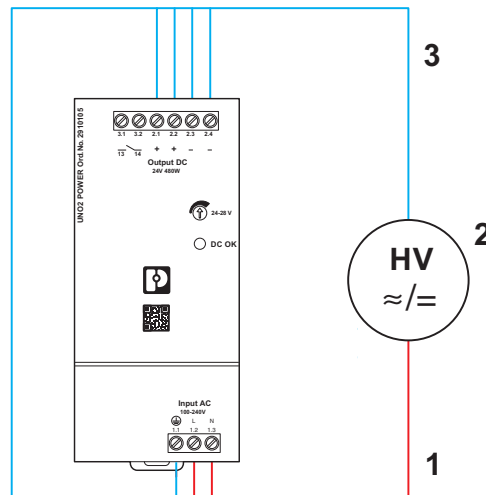 3
UNO2 POWER Ord.No. 2910105
3.1 3.2 2.1 2.2 2.3 2.4
13 14 + + – –
Output DC
24V 480W
24-28 V
DC OK
2
HV
≈/=
Input AC
100-240V
L N
1.1 1.2 1.3
1